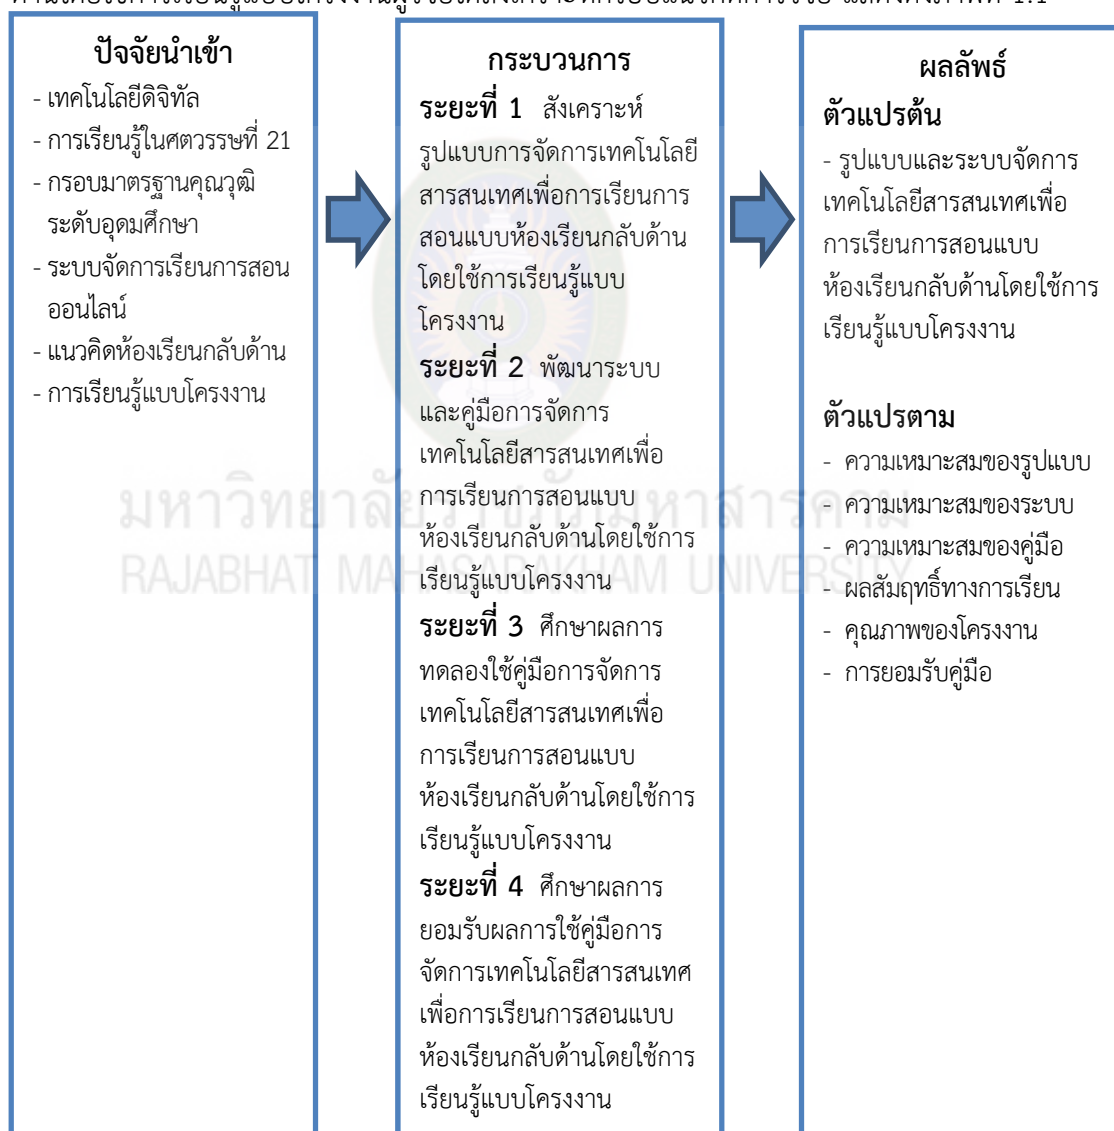 ปัจจัยนำเข้า
- เทคโนโลยีดิจิทัล
- การเรียนรู้ในศตวรรษที่ 21
- กรอบมาตรฐานคุณวุฒิ
ระดับอุดมศึกษา
- ระบบจัดการเรียนการสอน
ออนไลน์
- แนวคิดห้องเรียนกลับด้าน
- การเรียนรู้แบบโครงงาน
กระบวนการ
ระยะที่ 1 สังเคราะห์
รูปแบบการจัดการเทคโนโลยี
สารสนเทศเพื่อการเรียนการ
สอนแบบห้องเรียนกลับด้าน
โดยใช้การเรียนรู้แบบ
โครงงาน
ระยะที่ 2 พัฒนาระบบ
และคู่มือการจัดการ
เทคโนโลยีสารสนเทศเพื่อ
การเรียนการสอนแบบ
ห้องเรียนกลับด้านโดยใช้การ
เรียนรู้แบบโครงงาน
ระยะที่ 3 ศึกษาผลการ
ทดลองใช้คู่มือการจัดการ
เทคโนโลยีสารสนเทศเพื่อ
การเรียนการสอนแบบ
ห้องเรียนกลับด้านโดยใช้การ
เรียนรู้แบบโครงงาน
ระยะที่ 4 ศึกษาผลการ
ยอมรับผลการใช้คู่มือการ
จัดการเทคโนโลยีสารสนเทศ
เพื่อการเรียนการสอนแบบ
ห้องเรียนกลับด้านโดยใช้การ
เรียนรู้แบบโครงงาน
ผลลัพธ์
ตัวแปรต้น
- รูปแบบและระบบจัดการ
เทคโนโลยีสารสนเทศเพื่อ
การเรียนการสอนแบบ
ห้องเรียนกลับด้านโดยใช้การ
เรียนรู้แบบโครงงาน
ตัวแปรตาม
- ความเหมาะสมของรูปแบบ
- ความเหมาะสมของระบบ
- ความเหมาะสมของคู่มือ
- ผลสัมฤทธิ์ทางการเรียน
- คุณภาพของโครงงาน
- การยอมรับคู่มือ
มหาวิทยาลัยราชภัฏมหาสารคาม
RAJABHAT MAHASARAKHAM UNIVERSITY